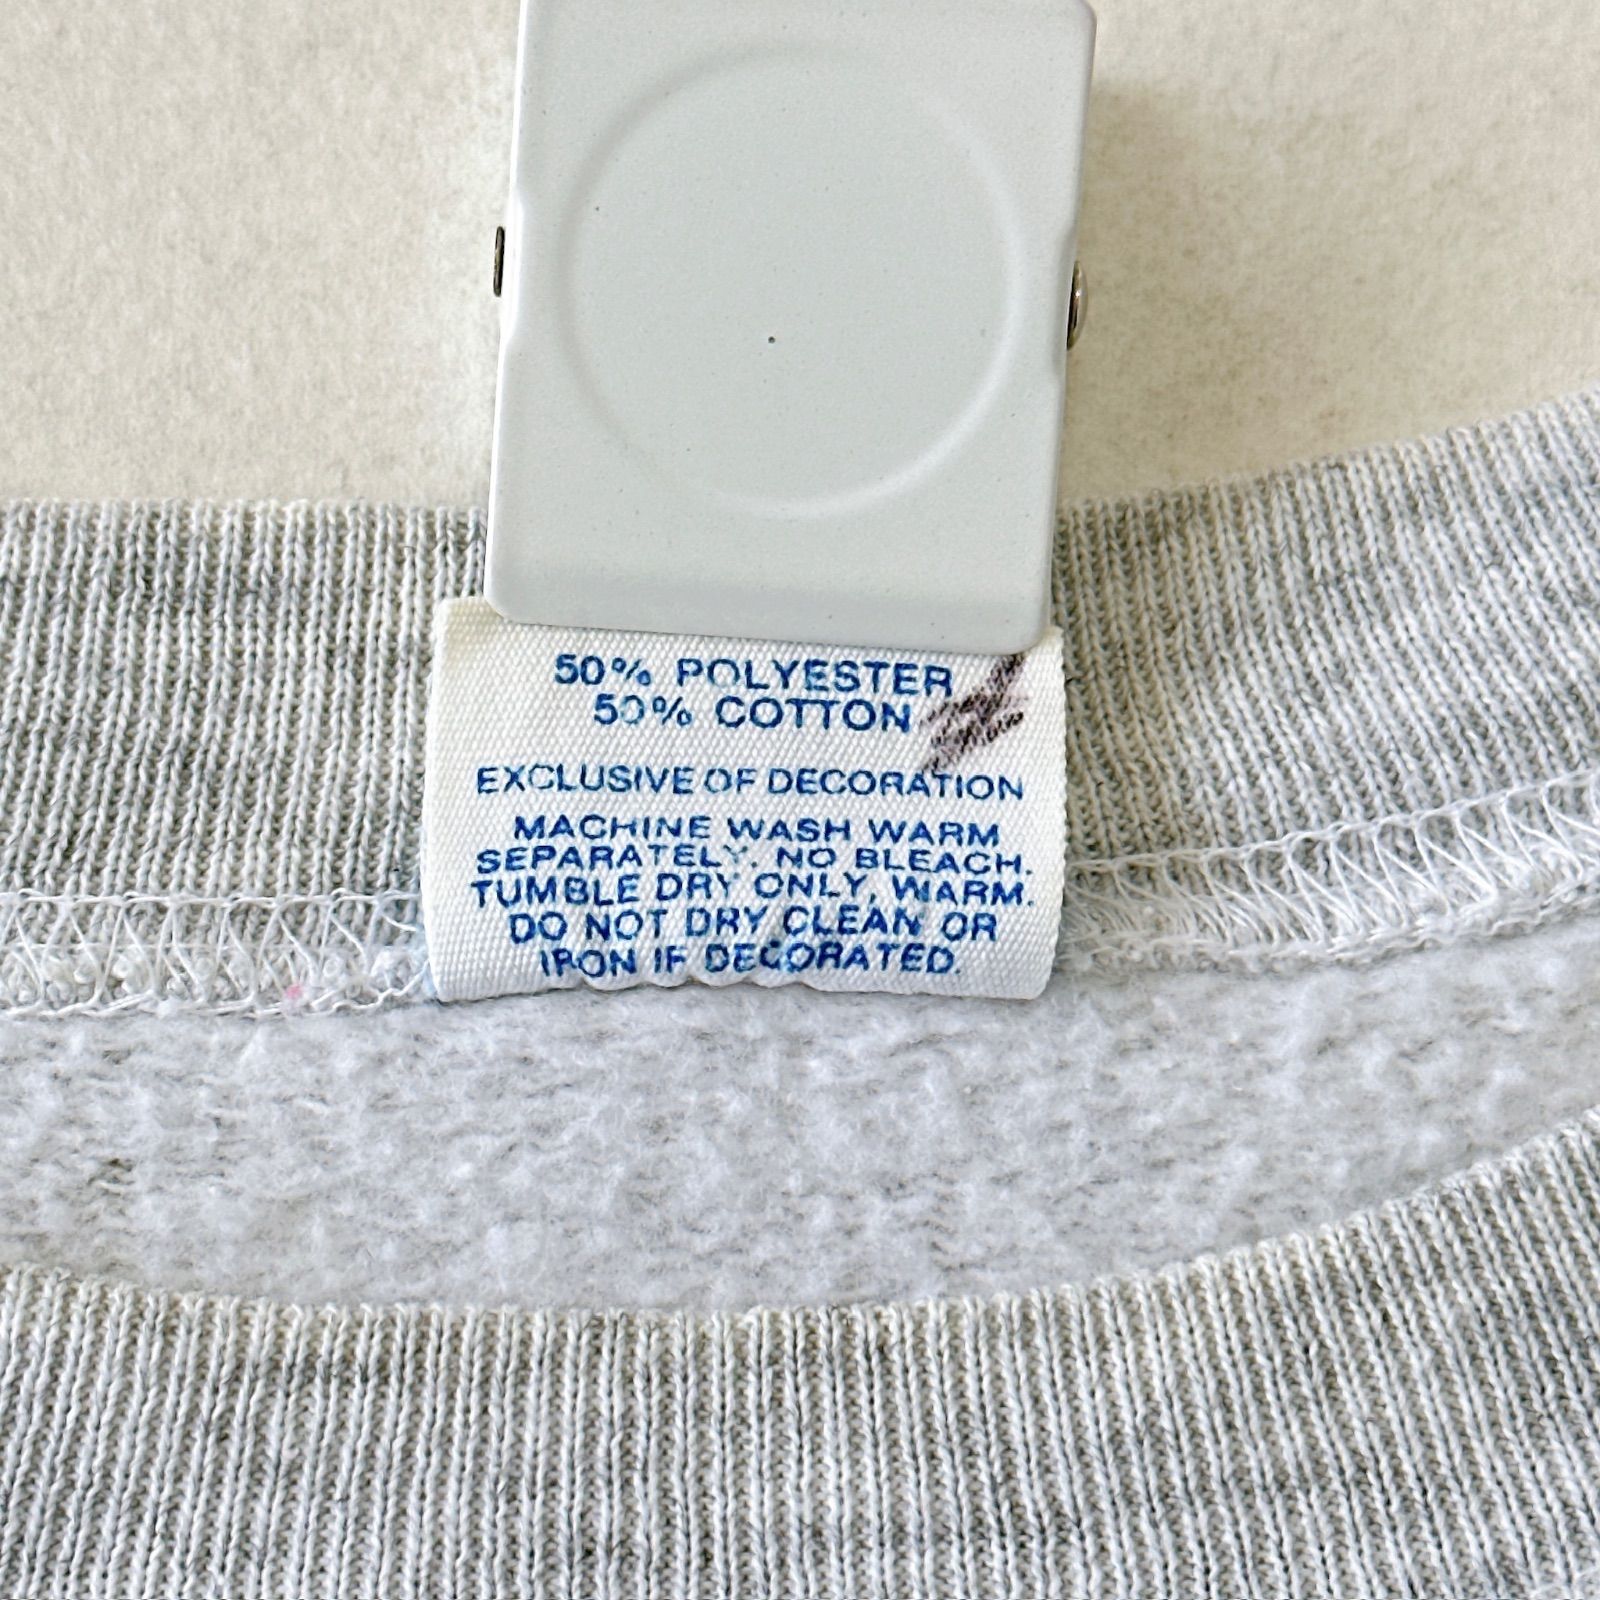 50% POLYESTER
50% COTTON
EXCLUSIVE OF DECORATION
MACHINE WASH WARM
SEPARATELY. NO BLEACH.
TUMBLE DRY ONLY, WARM.
DO NOT DRY CLEAN OR
IRON IF DECORATED.